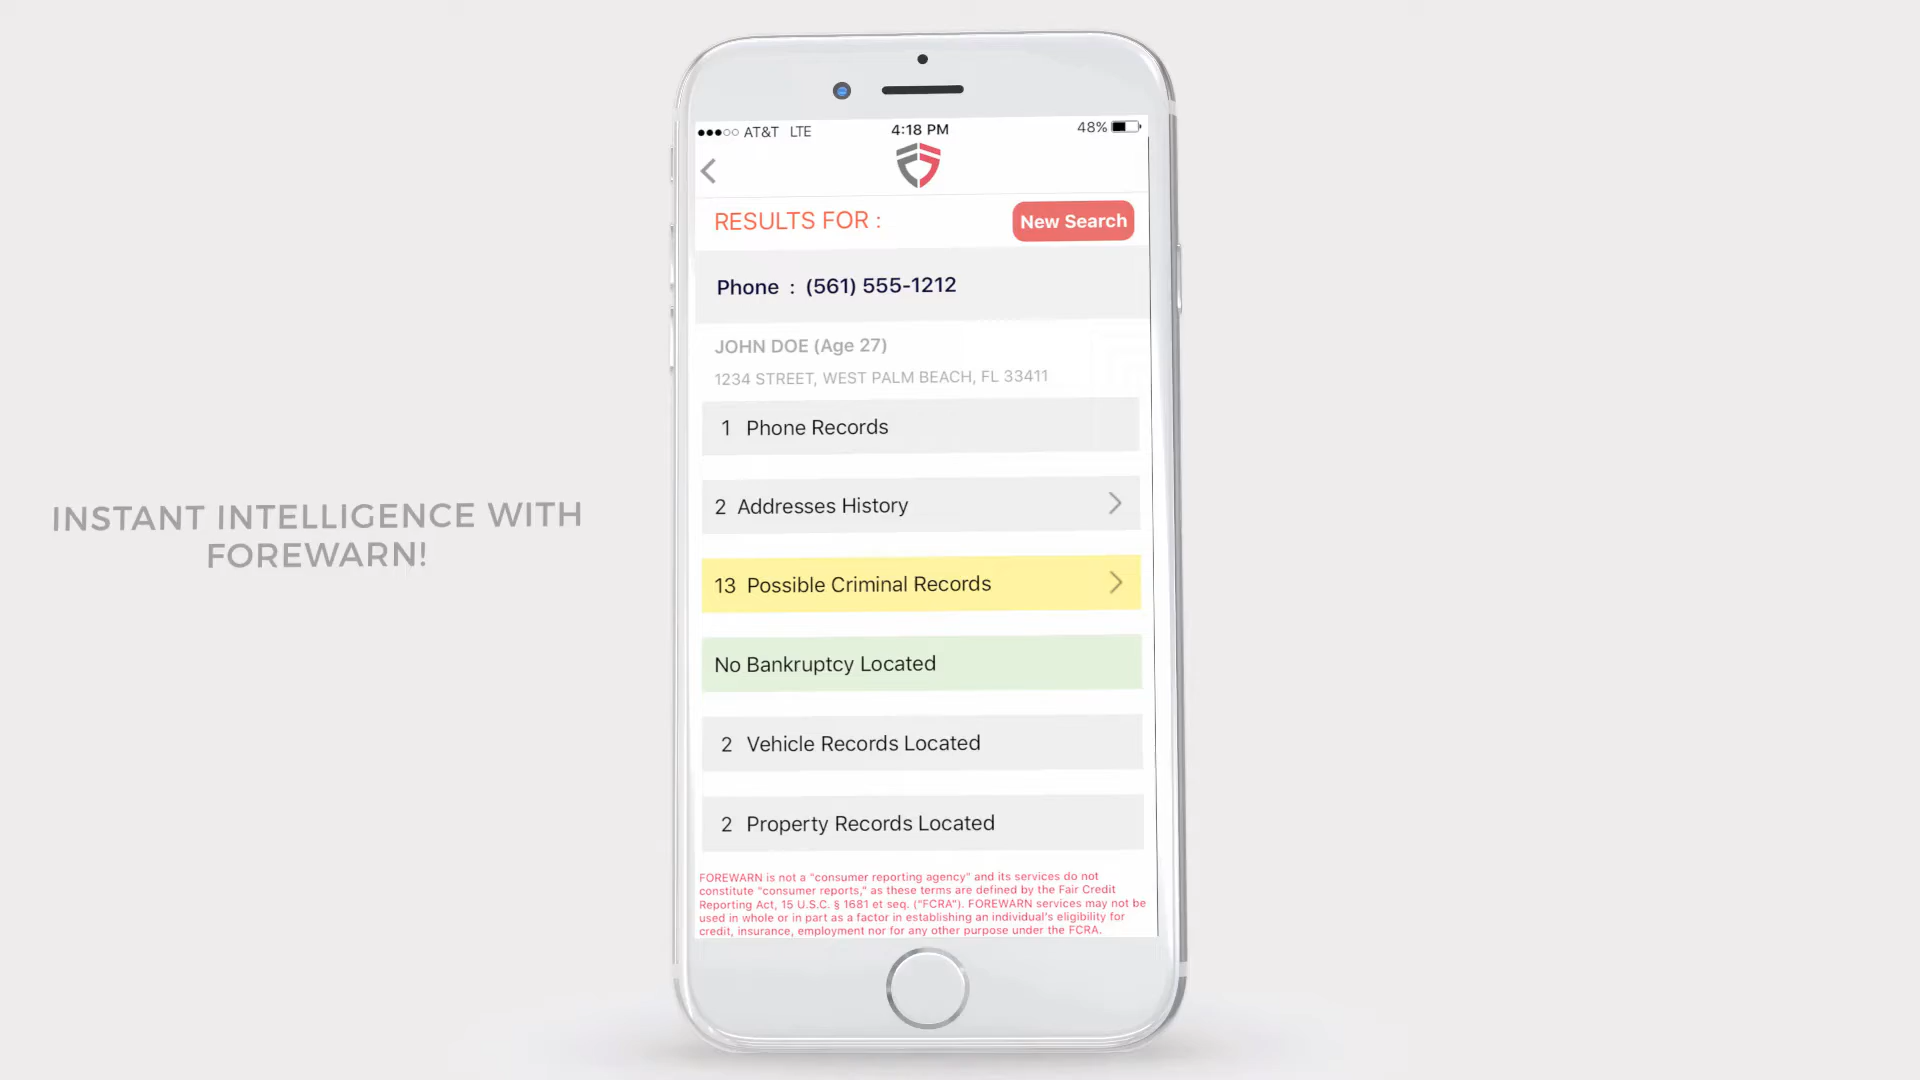 ●●●○○ AT&T LTE 4:18 PM 48%
RESULTS FOR :
New Search
Phone : (561) 555-1212
JOHN DOE (Age 27)
1234 STREET, WEST PALM BEACH, FL 33411
1 Phone Records
2 Addresses History
13 Possible Criminal Records
No Bankruptcy Located
2 Vehicle Records Located
2 Property Records Located
FOREWARN is not a “consumer reporting agency” and its services do not
constitute “consumer reports,” as these terms are defined by the Fair Credit
Reporting Act, 15 U.S.C. § 1681 et seq. (“FCRA”). FOREWARN services may not be
used in whole or in part as a factor in establishing an individual's eligibility for
credit, insurance, employment nor for any other purpose under the FCRA.
INSTANT INTELLIGENCE WITH
FOREWARN!